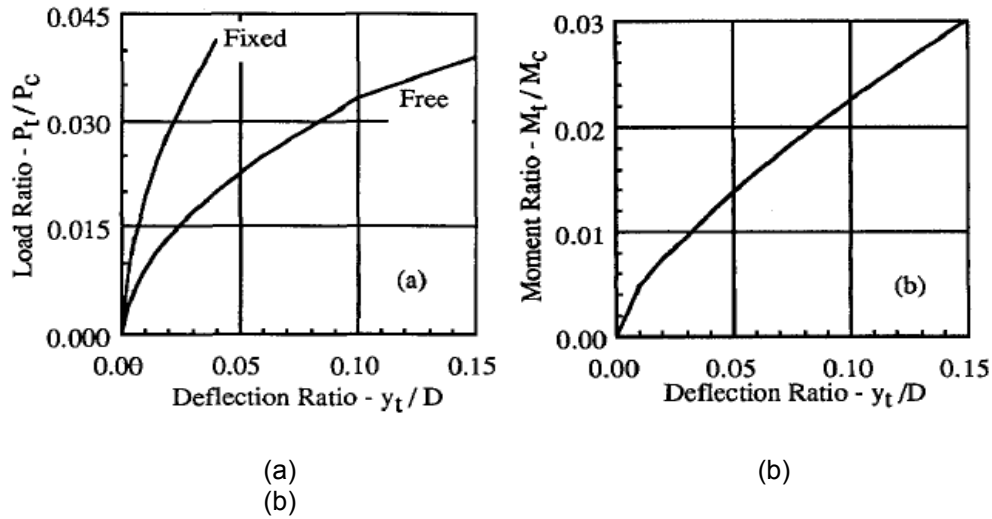 0.045
Fixed
0.030
Free
0.015
(a)
0.000
0.00 0.05 0.10 0.15
Load Ratio - Pt / Pc
Deflection Ratio - yt / D
0.03
0.02
0.01
(b)
0.00
0.00 0.05 0.10 0.15
Moment Ratio - Mt / Mc
Deflection Ratio - yt /D
(a) (b)
(b)